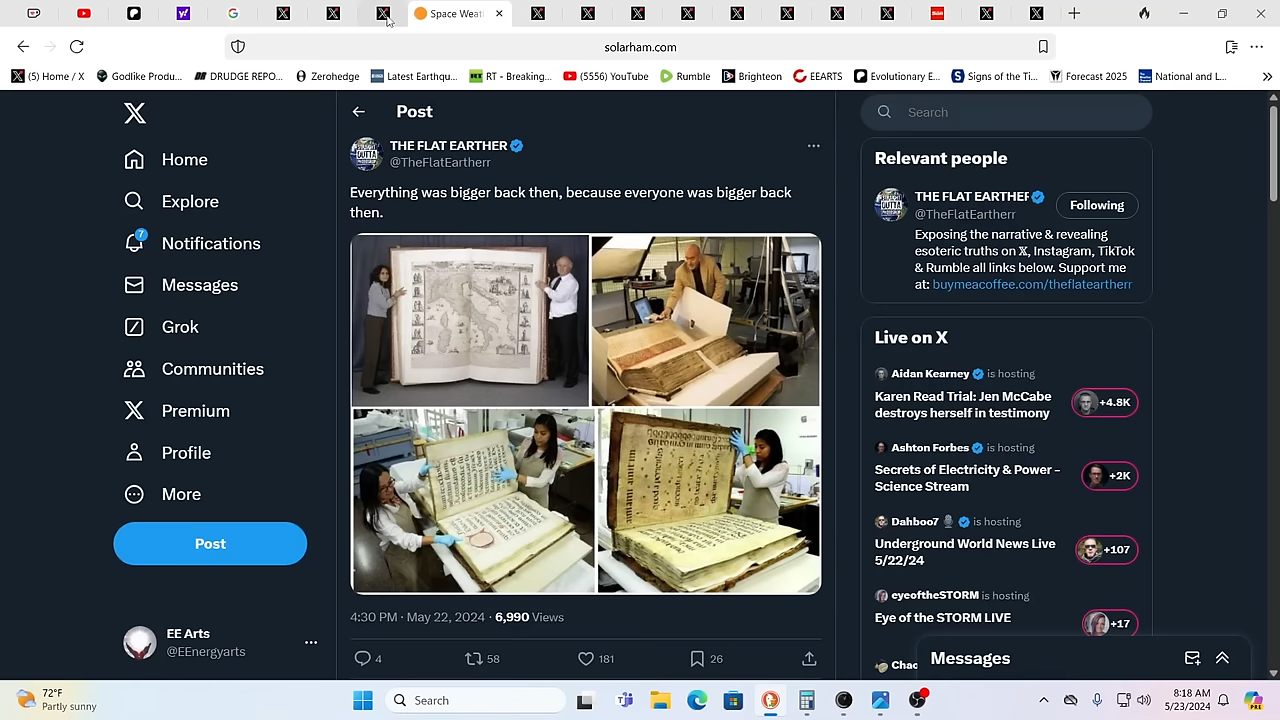 Space Weat
solarham.com
(5) Home / X
Godlike Produ...
DRUDGE REPO...
Zerohedge
Latest Earthqu...
RT - Breaking...
(5556) YouTube
Rumble
Brighteon
EEARTS
Evolutionary E...
Signs of the Ti...
Forecast 2025
National and L...
Home
Explore
7
Notifications
Messages
Grok
Communities
Premium
Profile
More
Post
EE Arts
@EEnergyarts
Post
THE FLAT EARTHER
@TheFlatEartherr
Everything was bigger back then, because everyone was bigger back
then.
4:30 PM · May 22, 2024 · 6,990 Views
4
58
181
26
Search
Relevant people
THE FLAT EARTHER
@TheFlatEartherr
Following
Exposing the narrative & revealing
esoteric truths on X, Instagram, TikTok
& Rumble all links below. Support me
at: buymeacoffee.com/theflateartherr
Live on X
Aidan Kearney is hosting
Karen Read Trial: Jen McCabe
destroys herself in testimony
+4.8K
Ashton Forbes is hosting
Secrets of Electricity & Power –
Science Stream
+2K
Dahboo7 is hosting
Underground World News Live
5/22/24
+107
eyeoftheSTORM is hosting
Eye of the STORM LIVE
+17
Chao
Messages
72°F
Partly sunny
Search
8:18 AM
5/23/2024